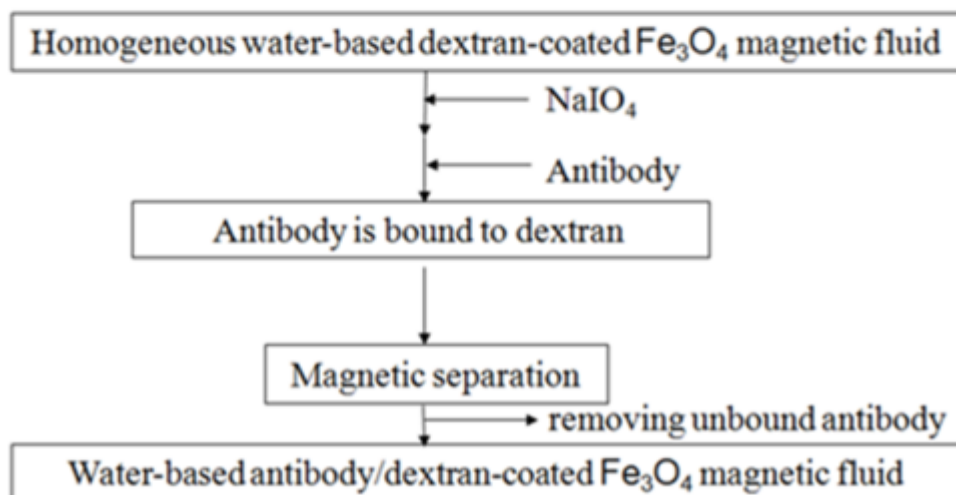 Homogeneous water-based dextran-coated Fe₃O₄ magnetic fluid
NaIO₄
Antibody
Antibody is bound to dextran
Magnetic separation
removing unbound antibody
Water-based antibody/dextran-coated Fe₃O₄ magnetic fluid